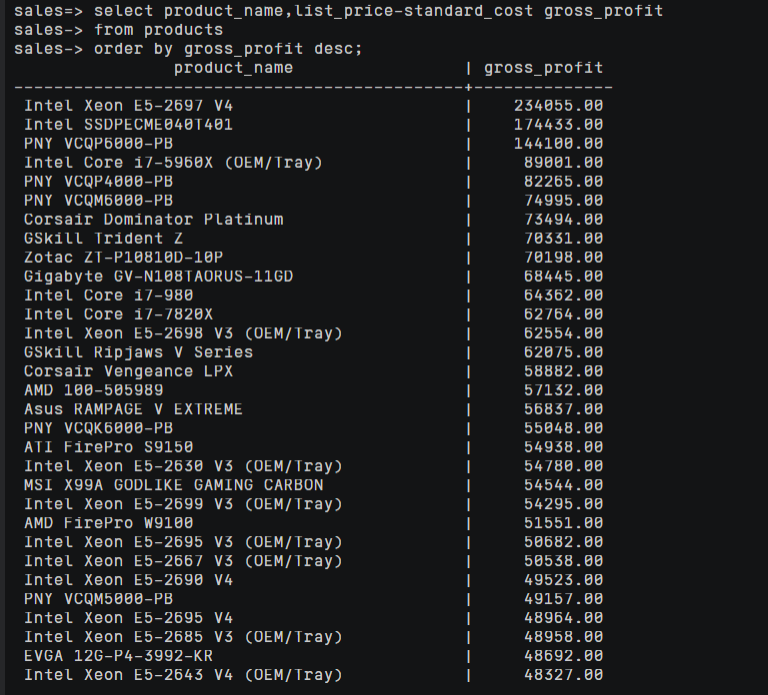 sales=> select product_name,list_price-standard_cost gross_profit
sales-> from products
sales-> order by gross_profit desc;
product_name | gross_profit
---------------------------------------------+--------------
Intel Xeon E5-2697 V4 | 234055.00
Intel SSDPECME040T401 | 174433.00
PNY VCQP6000-PB | 144100.00
Intel Core i7-5960X (OEM/Tray) | 89001.00
PNY VCQP4000-PB | 82265.00
PNY VCQM6000-PB | 74995.00
Corsair Dominator Platinum | 73494.00
GSkill Trident Z | 70331.00
Zotac ZT-P10810D-10P | 70198.00
Gigabyte GV-N108TAORUS-11GD | 68445.00
Intel Core i7-980 | 64362.00
Intel Core i7-7820X | 62764.00
Intel Xeon E5-2698 V3 (OEM/Tray) | 62554.00
GSkill Ripjaws V Series | 62075.00
Corsair Vengeance LPX | 58882.00
AMD 100-505989 | 57132.00
Asus RAMPAGE V EXTREME | 56837.00
PNY VCQK6000-PB | 55048.00
ATI FirePro S9150 | 54938.00
Intel Xeon E5-2630 V3 (OEM/Tray) | 54780.00
MSI X99A GODLIKE GAMING CARBON | 54544.00
Intel Xeon E5-2699 V3 (OEM/Tray) | 54295.00
AMD FirePro W9100 | 51551.00
Intel Xeon E5-2695 V3 (OEM/Tray) | 50682.00
Intel Xeon E5-2667 V3 (OEM/Tray) | 50538.00
Intel Xeon E5-2690 V4 | 49523.00
PNY VCQM5000-PB | 49157.00
Intel Xeon E5-2695 V4 | 48964.00
Intel Xeon E5-2685 V3 (OEM/Tray) | 48958.00
EVGA 12G-P4-3992-KR | 48692.00
Intel Xeon E5-2643 V4 (OEM/Tray) | 48327.00